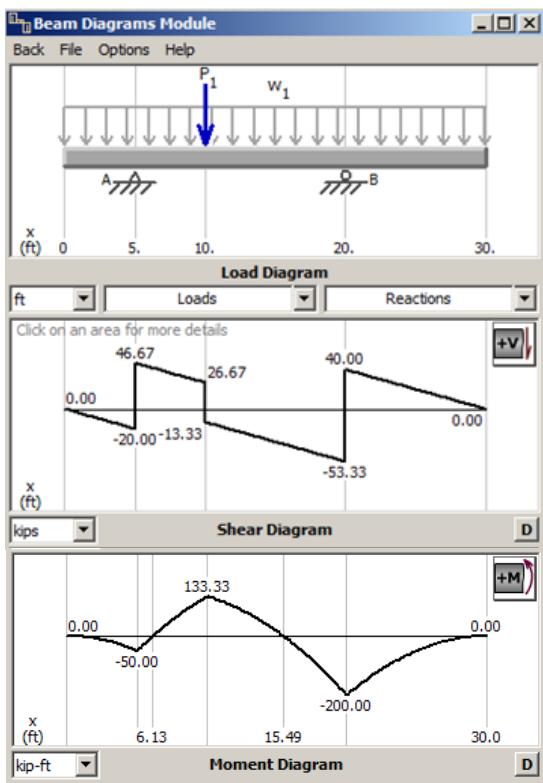 Beam Diagrams Module
Back File Options Help
P1
w1
A
B
x
(ft) 0 5. 10. 20. 30.
Load Diagram
ft Loads Reactions
Click on an area for more details
+V
46.67
40.00
26.67
0.00
0.00
-20.00 -13.33
-53.33
x
(ft)
kips Shear Diagram D
+M
133.33
0.00 0.00
-50.00
-200.00
x
(ft) 6.13 15.49 30.0
kip-ft Moment Diagram D